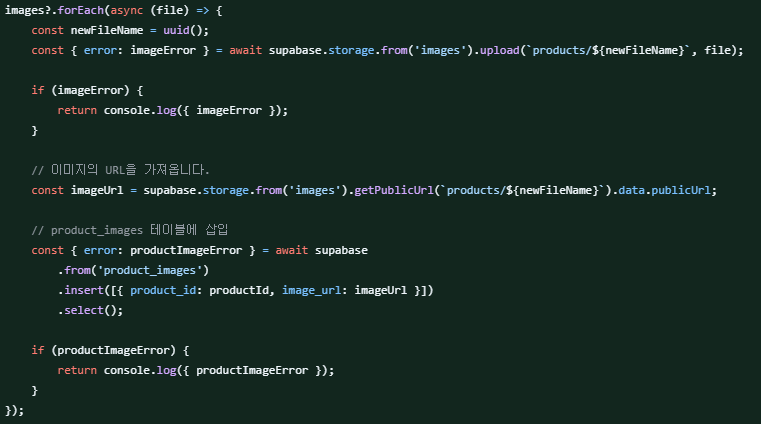 images?.forEach(async (file) => {
    const newFileName = uuid();
    const { error: imageError } = await supabase.storage.from('images').upload(`products/${newFileName}`, file);

    if (imageError) {
        return console.log({ imageError });
    }

    // 이미지의 URL을 가져옵니다.
    const imageUrl = supabase.storage.from('images').getPublicUrl(`products/${newFileName}`).data.publicUrl;

    // product_images 테이블에 삽입
    const { error: productImageError } = await supabase
        .from('product_images')
        .insert([{ product_id: productId, image_url: imageUrl }])
        .select();

    if (productImageError) {
        return console.log({ productImageError });
    }
});